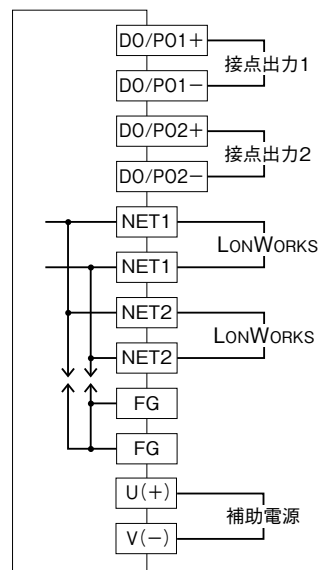 DO/PO1+
接点出力1
DO/PO1−
DO/PO2+
接点出力2
DO/PO2−
NET1
LONWORKS
NET1
NET2
LONWORKS
NET2
FG
FG
U(+)
補助電源
V(−)